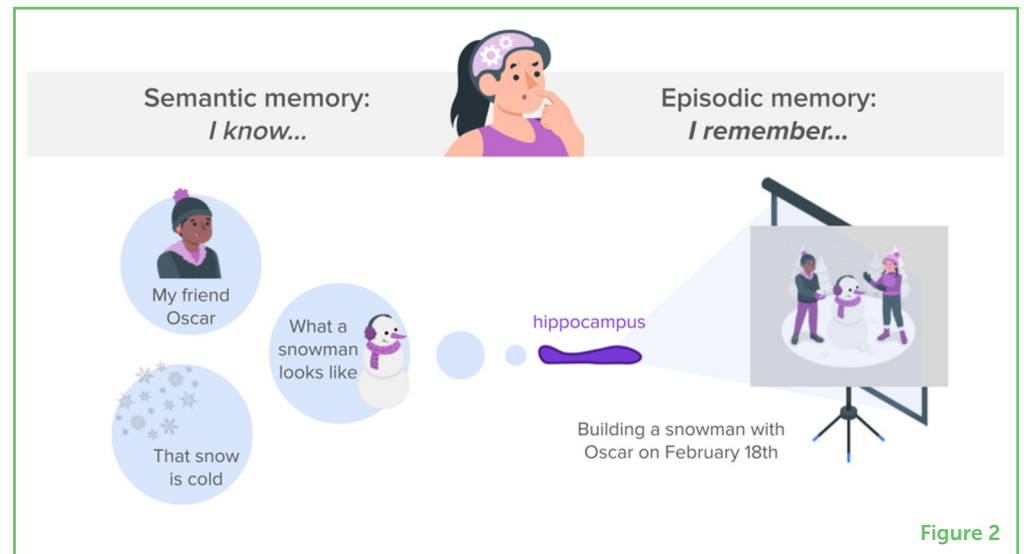 Semantic memory:
I know...
Episodic memory:
I remember...
My friend
Oscar
What a
snowman
looks like
That snow
is cold
hippocampus
Building a snowman with
Oscar on February 18th
Figure 2